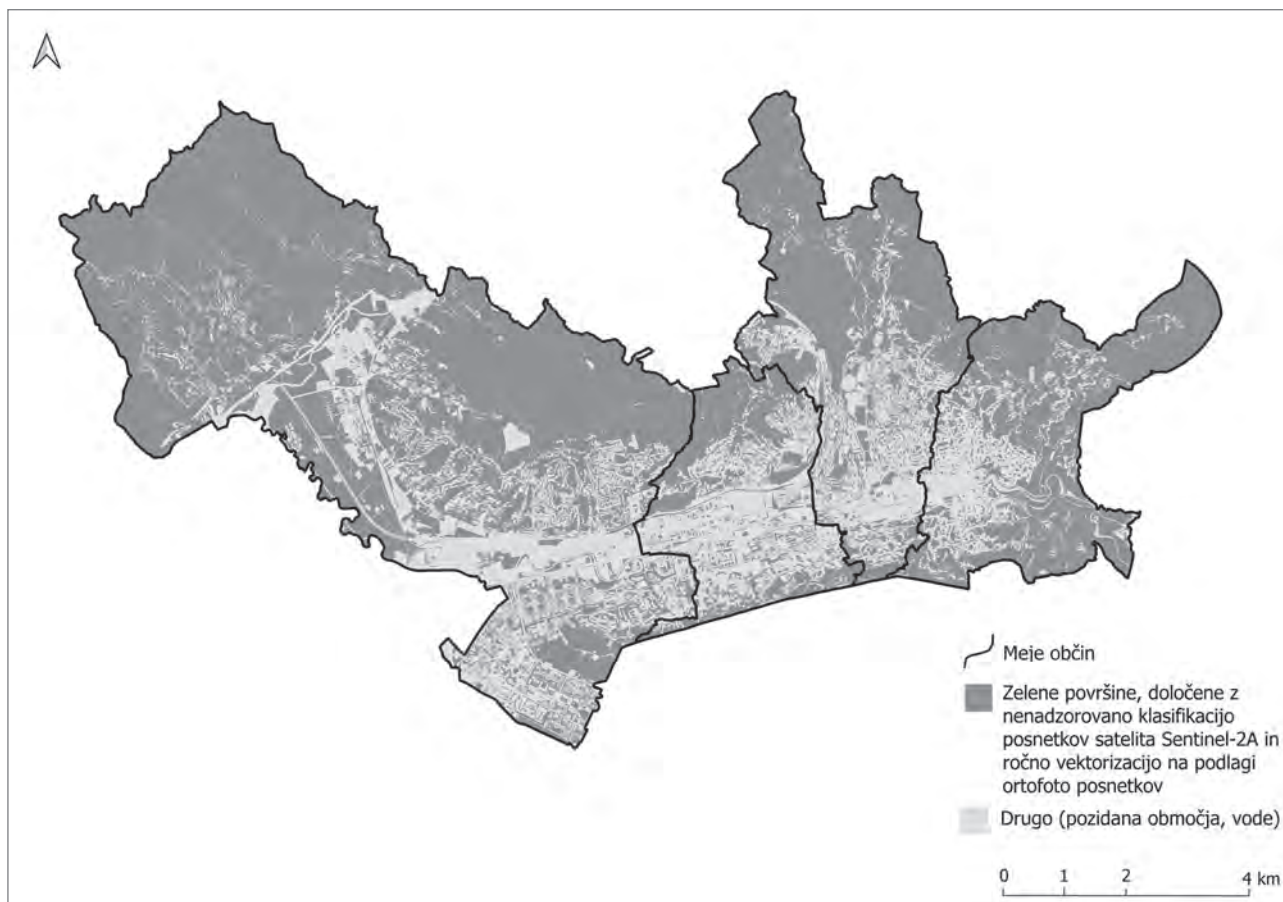 Meje občin
Zelene površine, določene z
nenadzorovano klasifikacijo
posnetkov satelita Sentinel-2A in
ročno vektorizacijo na podlagi
ortofoto posnetkov
Drugo (pozidana območja, vode)
0 1 2 4 km